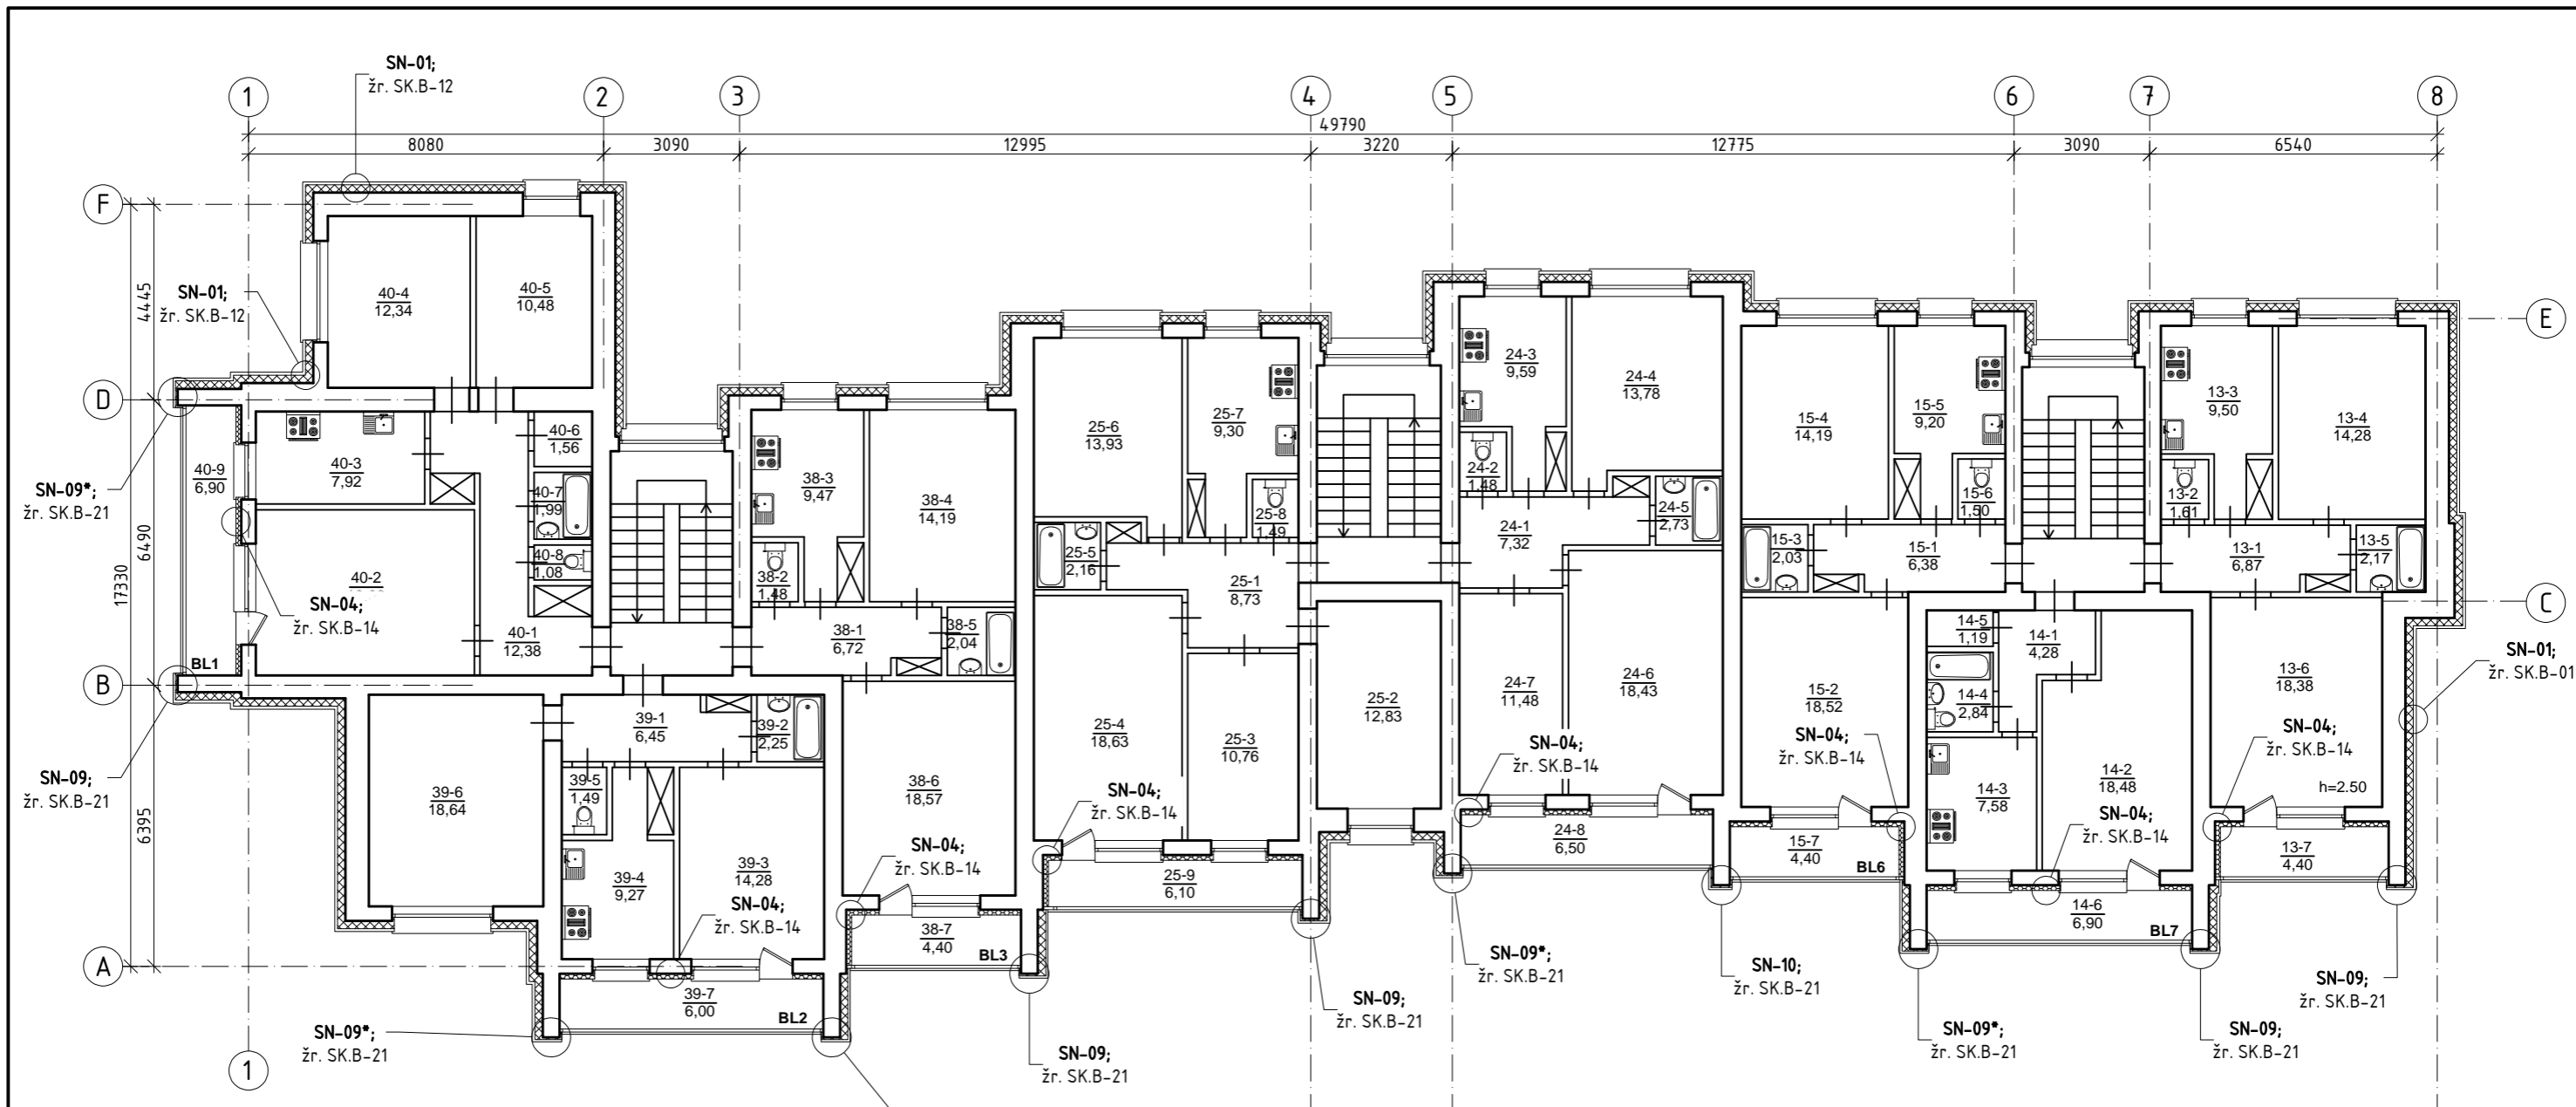 SN-01;
žr. SK.B-12
1
2
3
4
5
6
7
8
49790
8080
3090
12995
3220
12775
3090
6540
F
E
D
C
B
A
1
4445
17330
6490
6395
SN-01;
žr. SK.B-12
SN-09*;
žr. SK.B-21
SN-04;
žr. SK.B-14
BL1
SN-09;
žr. SK.B-21
40-4
12,34
40-5
10,48
40-6
1,56
40-9
6,90
40-3
7,92
40-7
1,99
40-8
1,08
40-2
40-1
12,38
38-3
9,47
38-4
14,19
38-2
1,48
38-1
6,72
38-5
2,04
38-6
18,57
38-7
4,40
BL3
39-1
6,45
39-2
2,25
39-6
18,64
39-5
1,49
39-4
9,27
39-3
14,28
39-7
6,00
BL2
SN-04;
žr. SK.B-14
SN-04;
žr. SK.B-14
SN-09*;
žr. SK.B-21
SN-09;
žr. SK.B-21
25-6
13,93
25-7
9,30
25-8
1,49
25-5
2,16
25-1
8,73
25-4
18,63
25-3
10,76
25-2
12,83
25-9
6,10
SN-04;
žr. SK.B-14
SN-09;
žr. SK.B-21
24-3
9,59
24-4
13,78
24-2
1,48
24-5
2,73
24-1
7,32
24-7
11,48
24-6
18,43
24-8
6,50
SN-04;
žr. SK.B-14
SN-09*;
žr. SK.B-21
SN-10;
žr. SK.B-21
15-4
14,19
15-5
9,20
15-6
1,50
15-3
2,03
15-1
6,38
15-2
18,52
SN-04;
žr. SK.B-14
15-7
4,40
BL6
13-3
9,50
13-4
14,28
13-2
1,61
13-1
6,87
13-5
2,17
13-6
18,38
SN-04;
žr. SK.B-14
h=2.50
13-7
4,40
14-5
1,19
14-1
4,28
14-4
2,84
14-3
7,58
14-2
18,48
SN-04;
žr. SK.B-14
14-6
6,90
BL7
SN-01;
žr. SK.B-01
SN-09*;
žr. SK.B-21
SN-09;
žr. SK.B-21
SN-09;
žr. SK.B-21